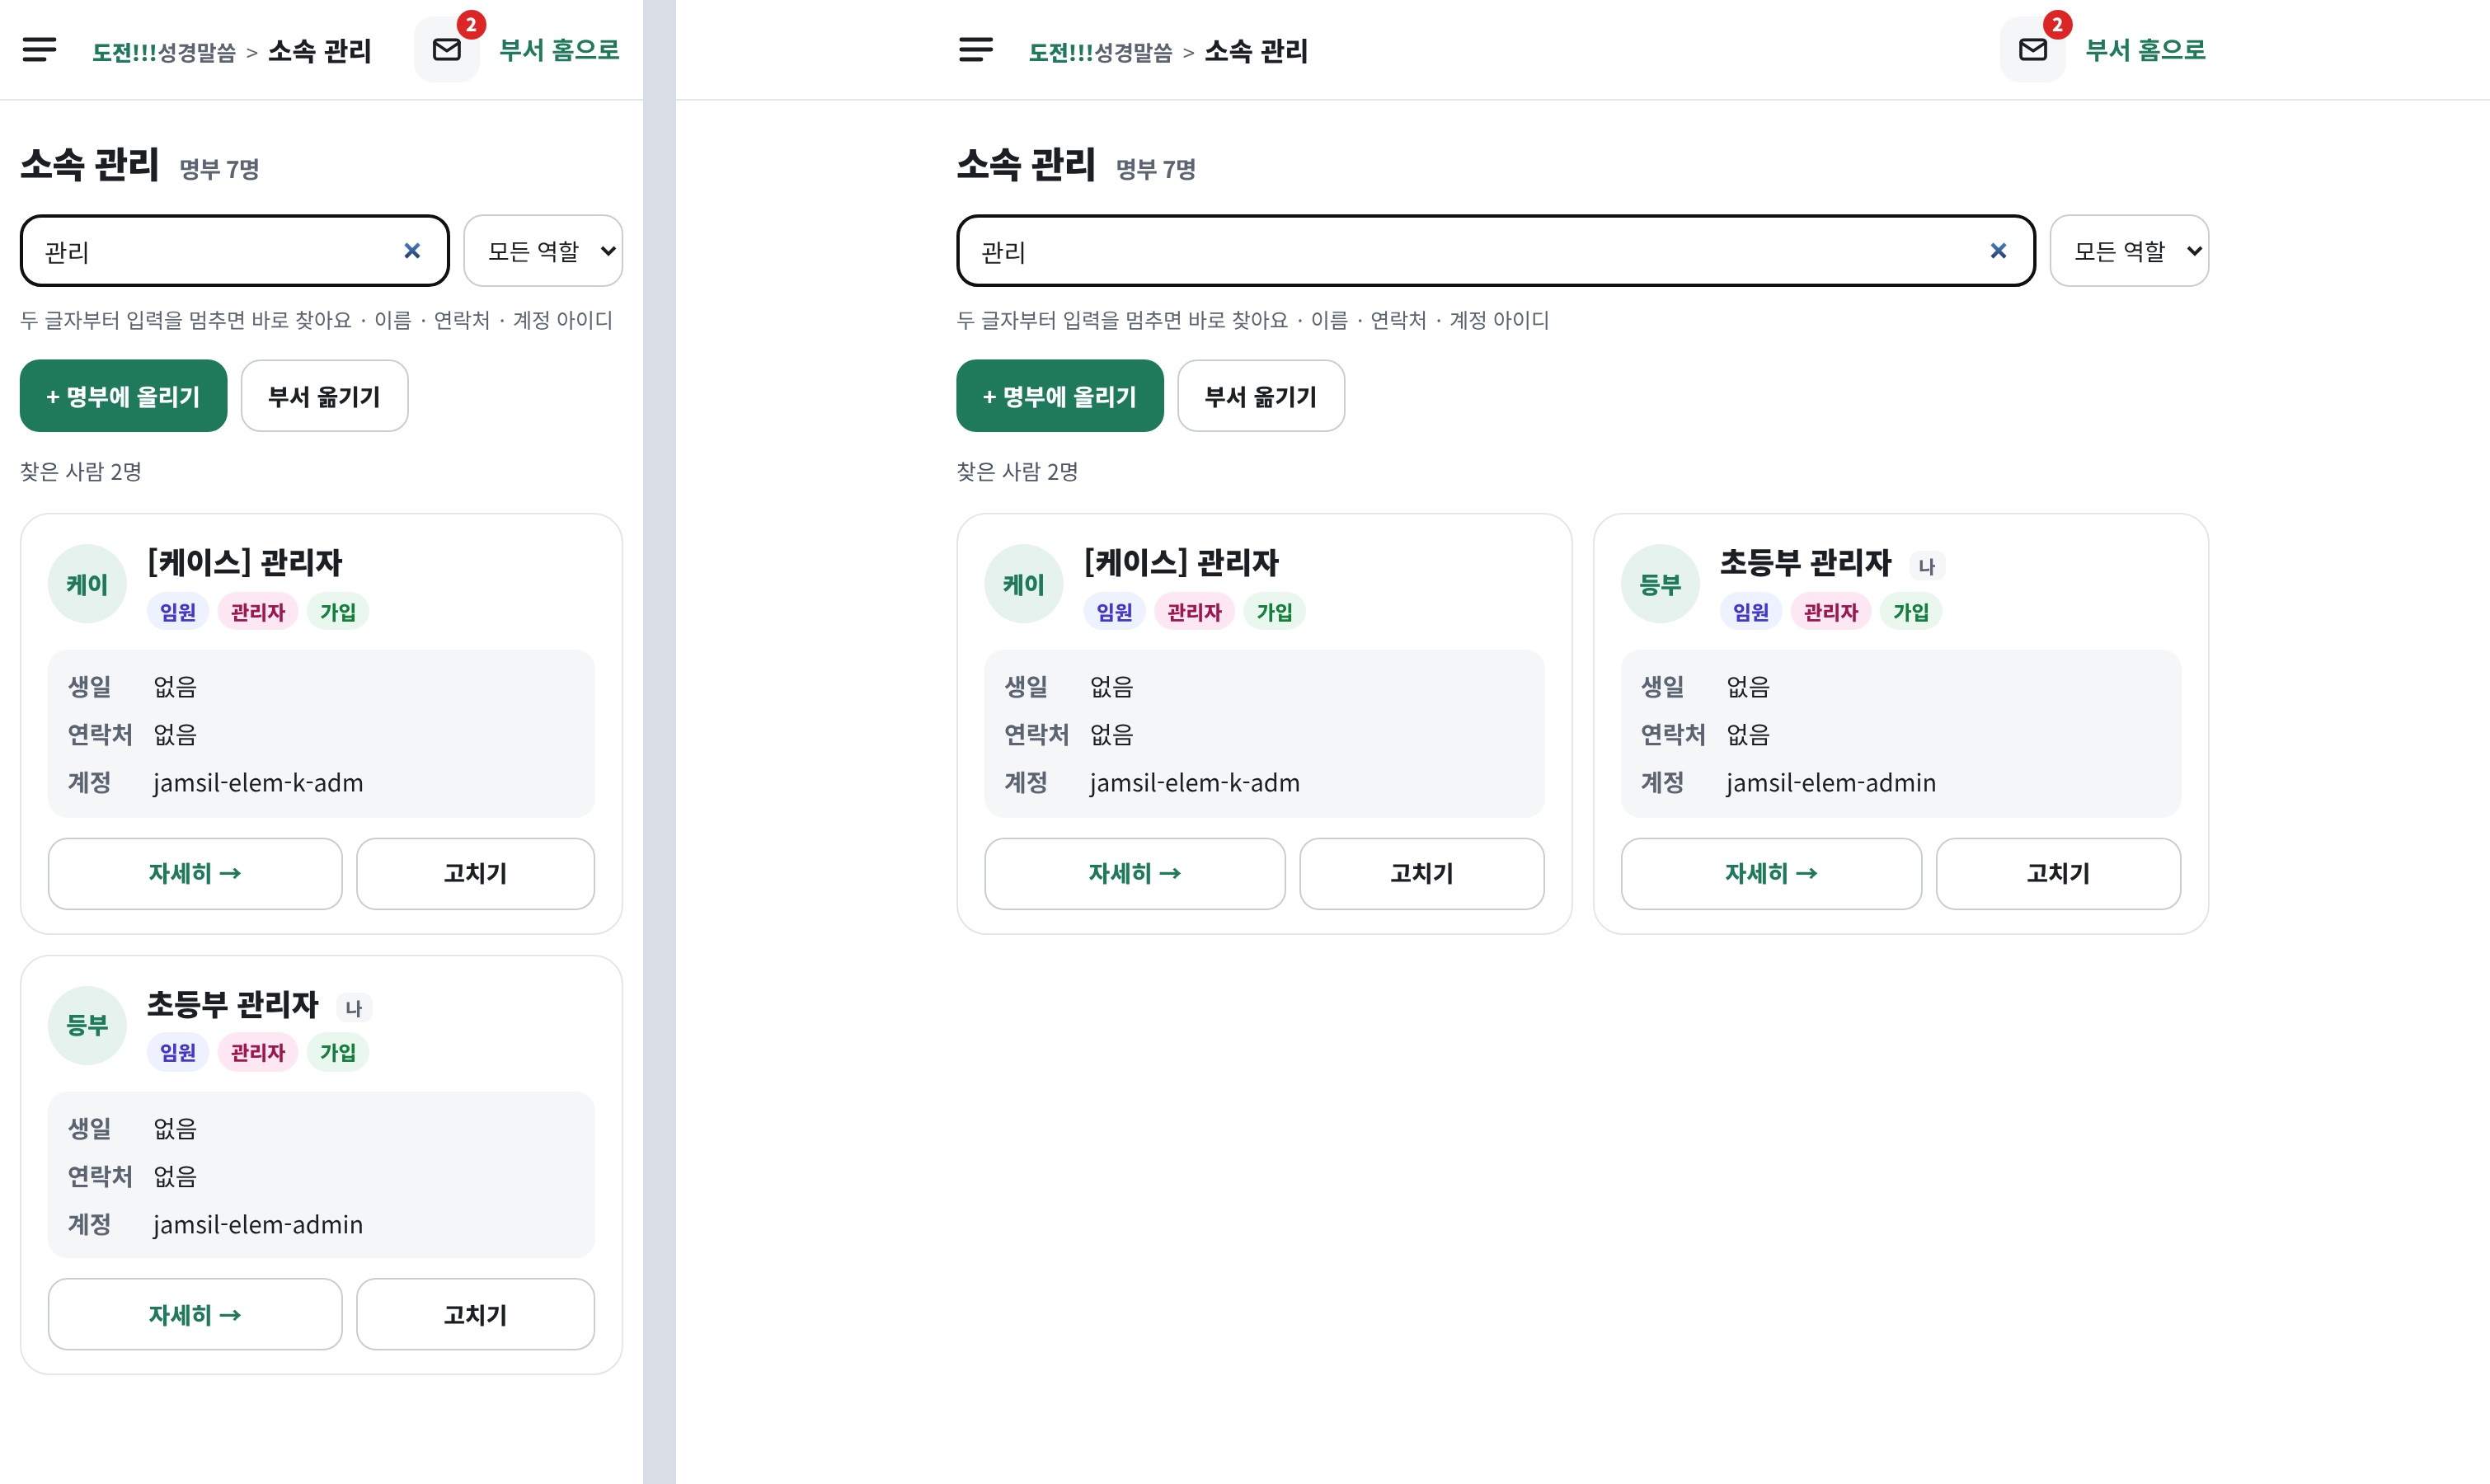 도전!!!성경말씀 > 소속 관리
2
부서 홈으로
소속 관리 명부 7명
관리
모든 역할
두 글자부터 입력을 멈추면 바로 찾아요 · 이름 · 연락처 · 계정 아이디
+ 명부에 올리기
부서 옮기기
찾은 사람 2명
케이
[케이스] 관리자
임원 관리자 가입
생일 없음
연락처 없음
계정 jamsil-elem-k-adm
자세히 →
고치기
등부
초등부 관리자 나
임원 관리자 가입
생일 없음
연락처 없음
계정 jamsil-elem-admin
자세히 →
고치기
도전!!!성경말씀 > 소속 관리
2
부서 홈으로
소속 관리 명부 7명
관리
모든 역할
두 글자부터 입력을 멈추면 바로 찾아요 · 이름 · 연락처 · 계정 아이디
+ 명부에 올리기
부서 옮기기
찾은 사람 2명
케이
[케이스] 관리자
임원 관리자 가입
생일 없음
연락처 없음
계정 jamsil-elem-k-adm
자세히 →
고치기
등부
초등부 관리자 나
임원 관리자 가입
생일 없음
연락처 없음
계정 jamsil-elem-admin
자세히 →
고치기